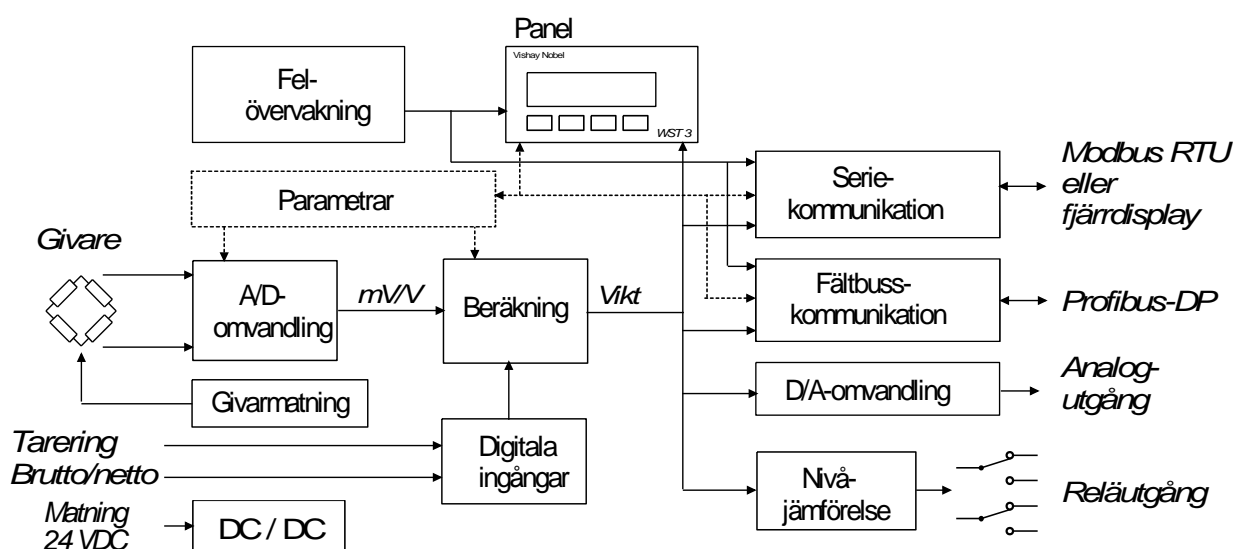 Panel
Vishay Nobel
WST 3
Fel-
övervakning
Parametrar
Givare
A/D-
omvandling
mV/V
Beräkning
Vikt
Givarmatning
Tarering
Brutto/netto
Digitala
ingångar
Matning
24 VDC
DC / DC
Serie-
kommunikation
Modbus RTU
eller
fjärrdisplay
Fältbuss-
kommunikation
Profibus-DP
D/A-omvandling
Analog-
utgång
Nivå-
jämförelse
Reläutgång